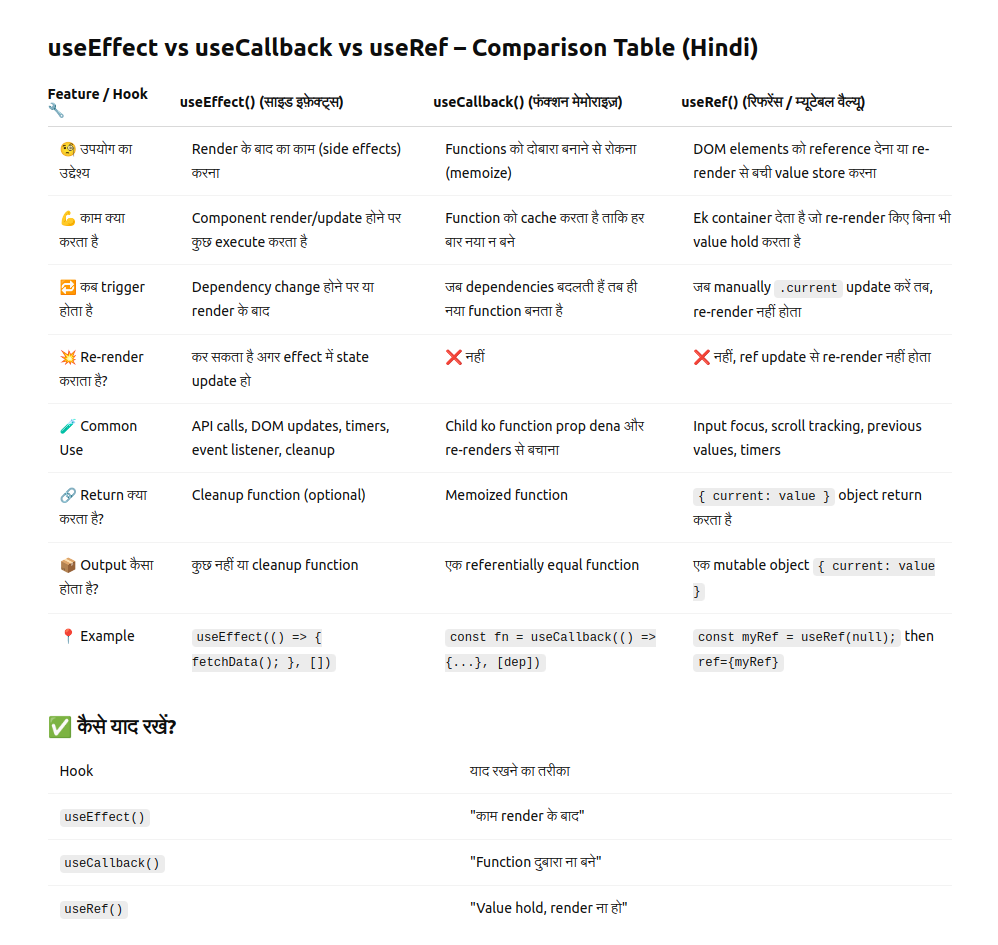 useEffect vs useCallback vs useRef – Comparison Table (Hindi)
Feature / Hook 🔧 useEffect() (साइड इफ़ेक्ट्स) useCallback() (फंक्शन मेमोराइज़) useRef() (रिफरेंस / म्यूटेबल वैल्यू)
🧐 उपयोग का Render के बाद का काम (side effects) Functions को दोबारा बनाने से रोकना DOM elements को reference देना या re-
उद्देश्य करना (memoize) render से बची value store करना
💪 काम क्या Component render/update होने पर Function को cache करता है ताकि हर Ek container देता है जो re-render किए बिना भी
करता है कुछ execute करता है बार नया न बने value hold करता है
🔁 कब trigger Dependency change होने पर या जब dependencies बदलती हैं तब ही जब manually .current update करें तब,
होता है render के बाद नया function बनता है re-render नहीं होता
💥 Re-render कर सकता है अगर effect में state ❌ नहीं ❌ नहीं, ref update से re-render नहीं होता
कराता है? update हो
🧪 Common API calls, DOM updates, timers, Child ko function prop dena और Input focus, scroll tracking, previous
Use event listener, cleanup re-renders से बचाना values, timers
🔗 Return क्या Cleanup function (optional) Memoized function { current: value } object return
करता है? करता है
📦 Output कैसा कुछ नहीं या cleanup function एक referentially equal function एक mutable object { current: value
होता है? }
📍 Example useEffect(() => { const fn = useCallback(() => const myRef = useRef(null); then
fetchData(); }, []) {...}, [dep]) ref={myRef}
✅ कैसे याद रखें?
Hook याद रखने का तरीका
useEffect() "काम render के बाद"
useCallback() "Function दुबारा ना बने"
useRef() "Value hold, render ना हो"